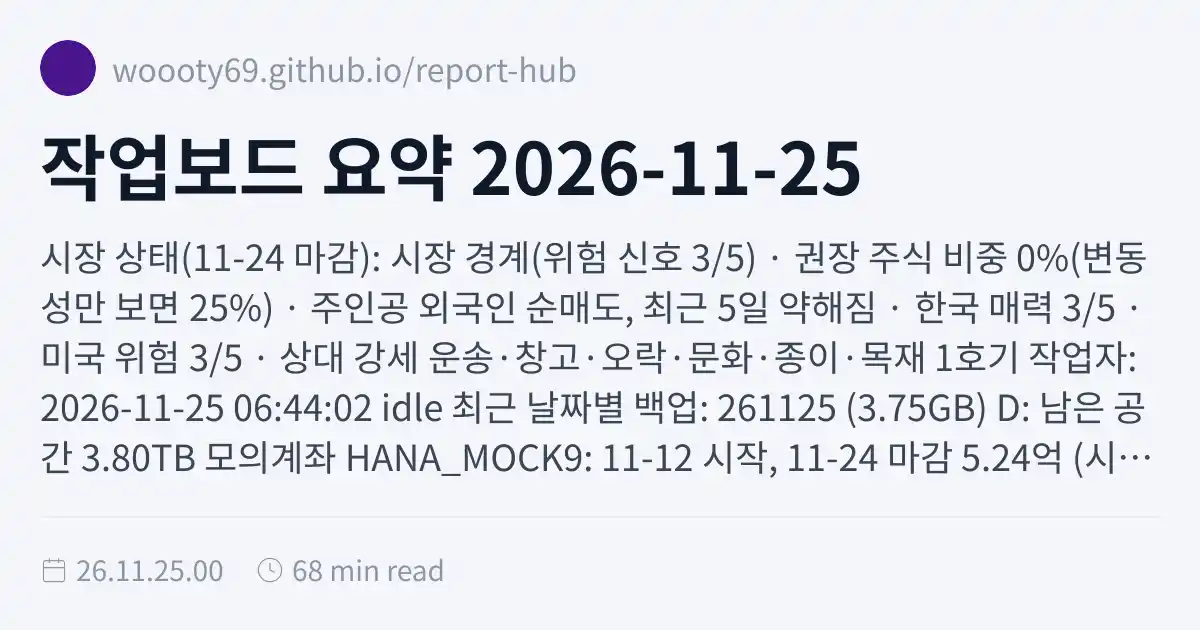 woooty69.github.io/report-hub
작업보드 요약 2026-11-25
시장 상태(11-24 마감): 시장 경계(위험 신호 3/5) · 권장 주식 비중 0%(변동
성만 보면 25%) · 주인공 외국인 순매도, 최근 5일 약해짐 · 한국 매력 3/5 ·
미국 위험 3/5 · 상대 강세 운송·창고·오락·문화·종이·목재 1호기 작업자:
2026-11-25 06:44:02 idle 최근 날짜별 백업: 261125 (3.75GB) D: 남은 공
간 3.80TB 모의계좌 HANA_MOCK9: 11-12 시작, 11-24 마감 5.24억 (시…
26.11.25.00 68 min read